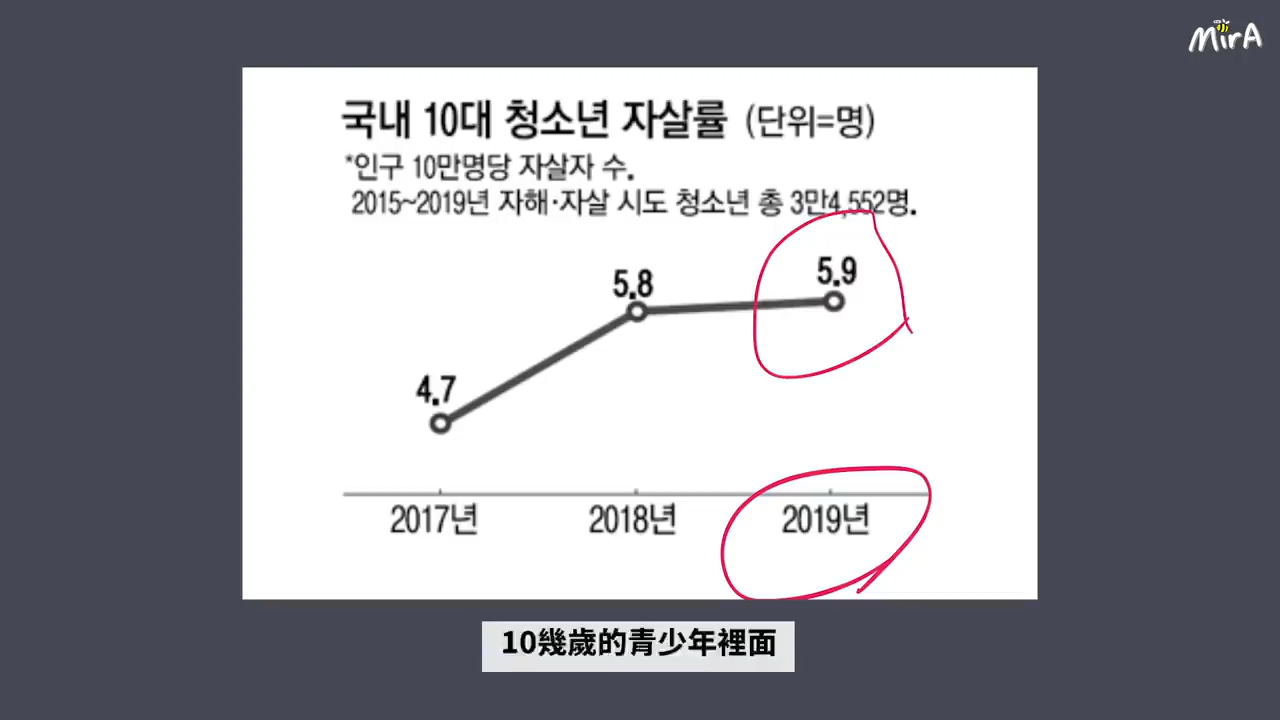 MirA
국내 10대 청소년 자살률 (단위=명)
*인구 10만명당 자살자 수.
2015~2019년 자해·자살 시도 청소년 총 3만4,552명.
5.9
5.8
4.7
2017년 2018년 2019년
10幾歲的青少年裡面